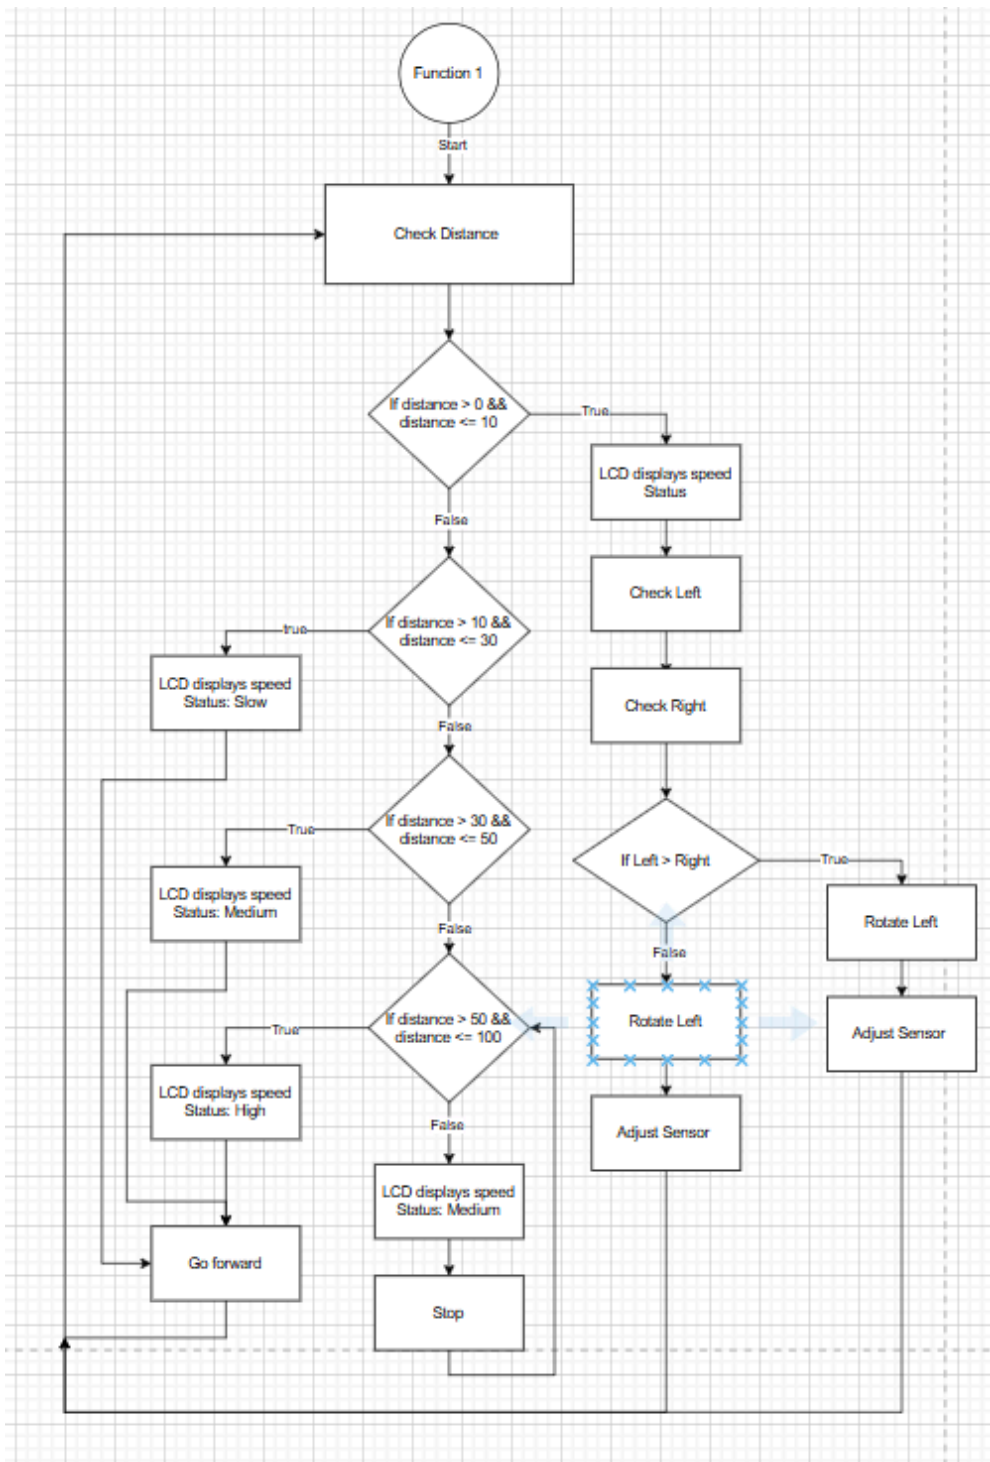 Function 1
Start
Check Distance
If distance > 0 &&
distance <= 10
True
LCD displays speed
Status
False
Check Left
If distance > 10 &&
distance <= 30
true
LCD displays speed
Status: Slow
Check Right
False
If distance > 30 &&
distance <= 50
True
If Left > Right
True
LCD displays speed
Status: Medium
Rotate Left
False
False
If distance > 50 &&
distance <= 100
True
Rotate Left
Adjust Sensor
LCD displays speed
Status: High
False
Adjust Sensor
LCD displays speed
Status: Medium
Go forward
Stop